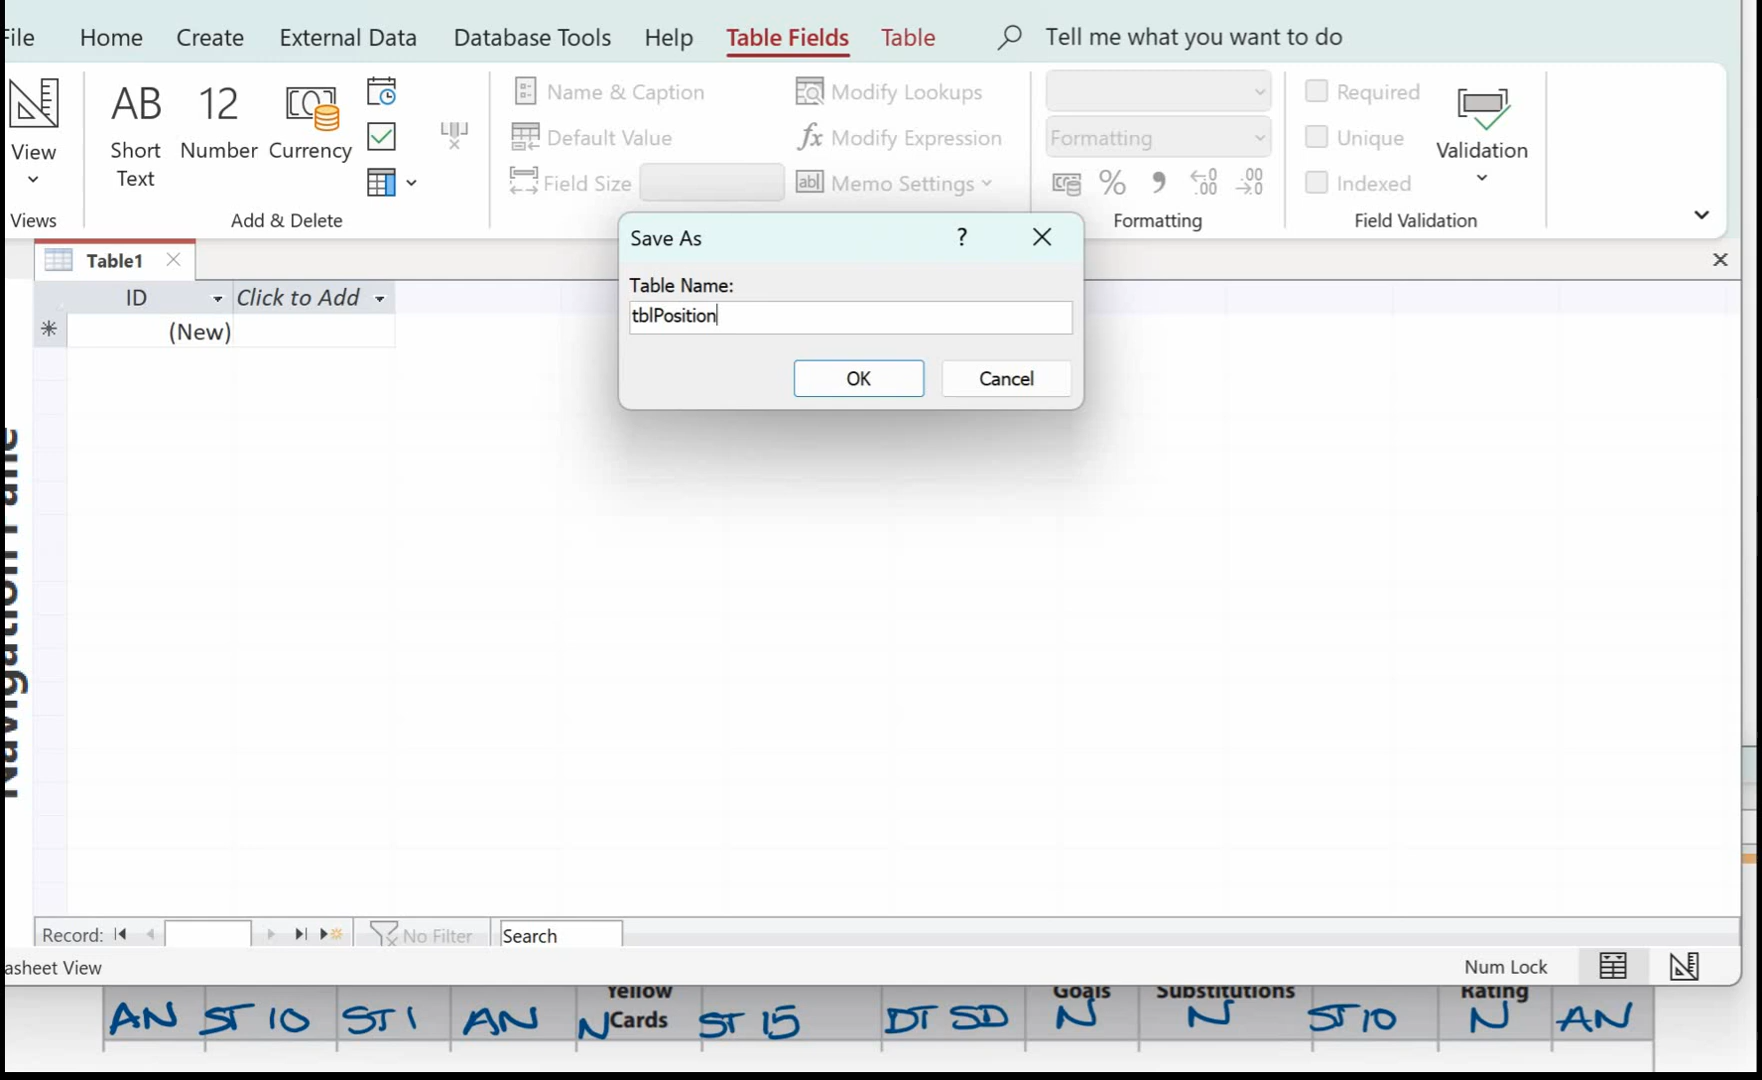 File Home Create External Data Database Tools Help Table Fields Table Tell me what you want to do
AB 12 Name & Caption Modify Lookups Required
View Short Text Number Currency Default Value Modify Expression Formatting Unique Validation
Field Size Memo Settings % .00 .00 Indexed
Views Add & Delete Formatting Field Validation
Save As ?
Table1
Table Name:
tblPosition
OK Cancel
ID Click to Add
(New)
Navigation Pane
Record: No Filter Search
asheet View Num Lock
Yellow Cards Goals Substitutions Rating
AN ST 10 ST 1 AN N ST 15 DT SD N N ST 10 N AN